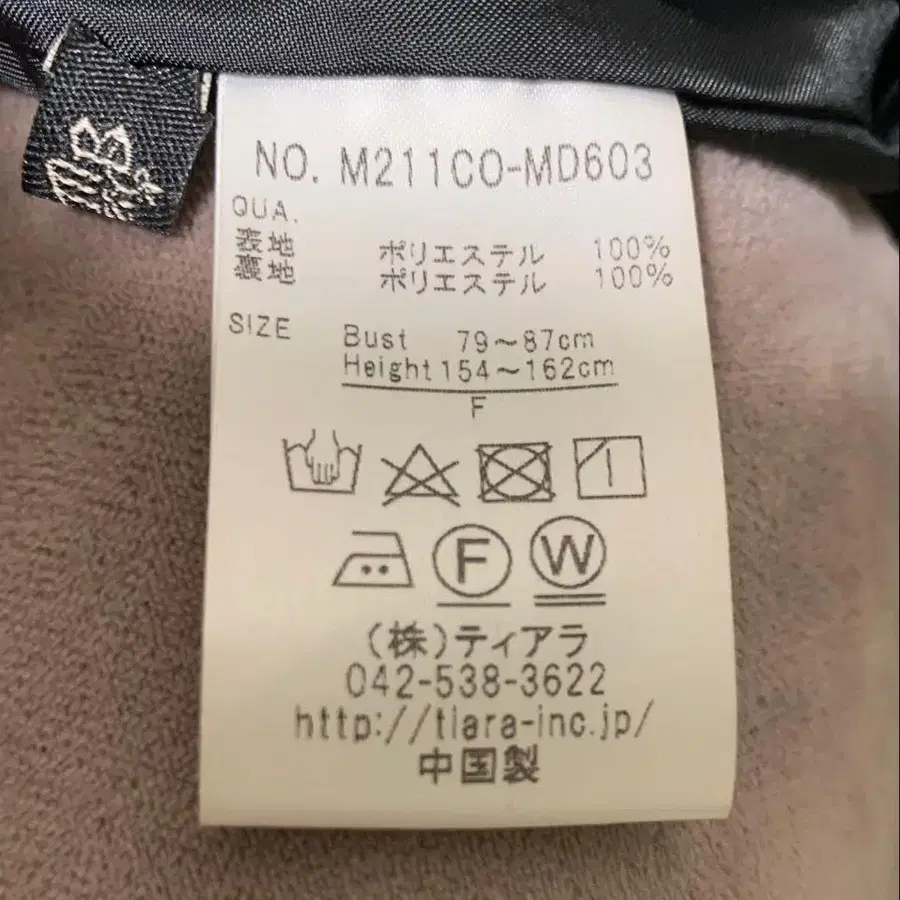 NO. M211CO-MD603
QUA.
表地 ポリエステル 100%
裏地 ポリエステル 100%
SIZE Bust 79～87cm
Height 154～162cm
F
F W
(株)ティアラ
042-538-3622
http://tiara-inc.jp/
中国製